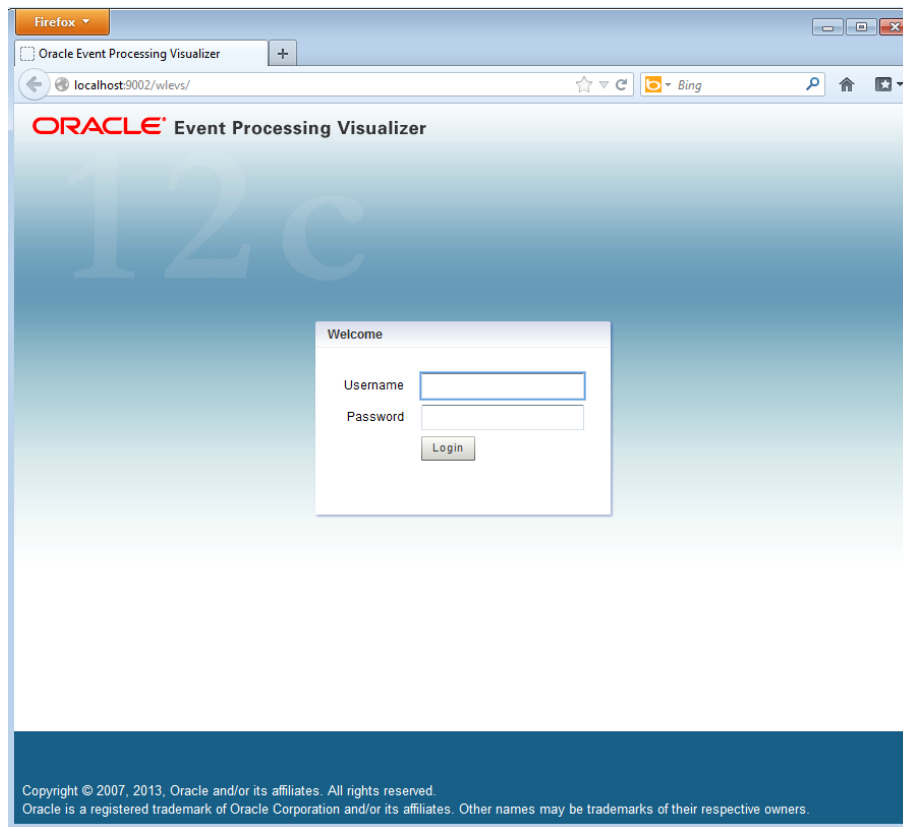 Firefox
Oracle Event Processing Visualizer
localhost:9002/wlevs/
Bing
ORACLE Event Processing Visualizer
12c
Welcome
Username
Password
Login
Copyright © 2007, 2013, Oracle and/or its affiliates. All rights reserved.
Oracle is a registered trademark of Oracle Corporation and/or its affiliates. Other names may be trademarks of their respective owners.